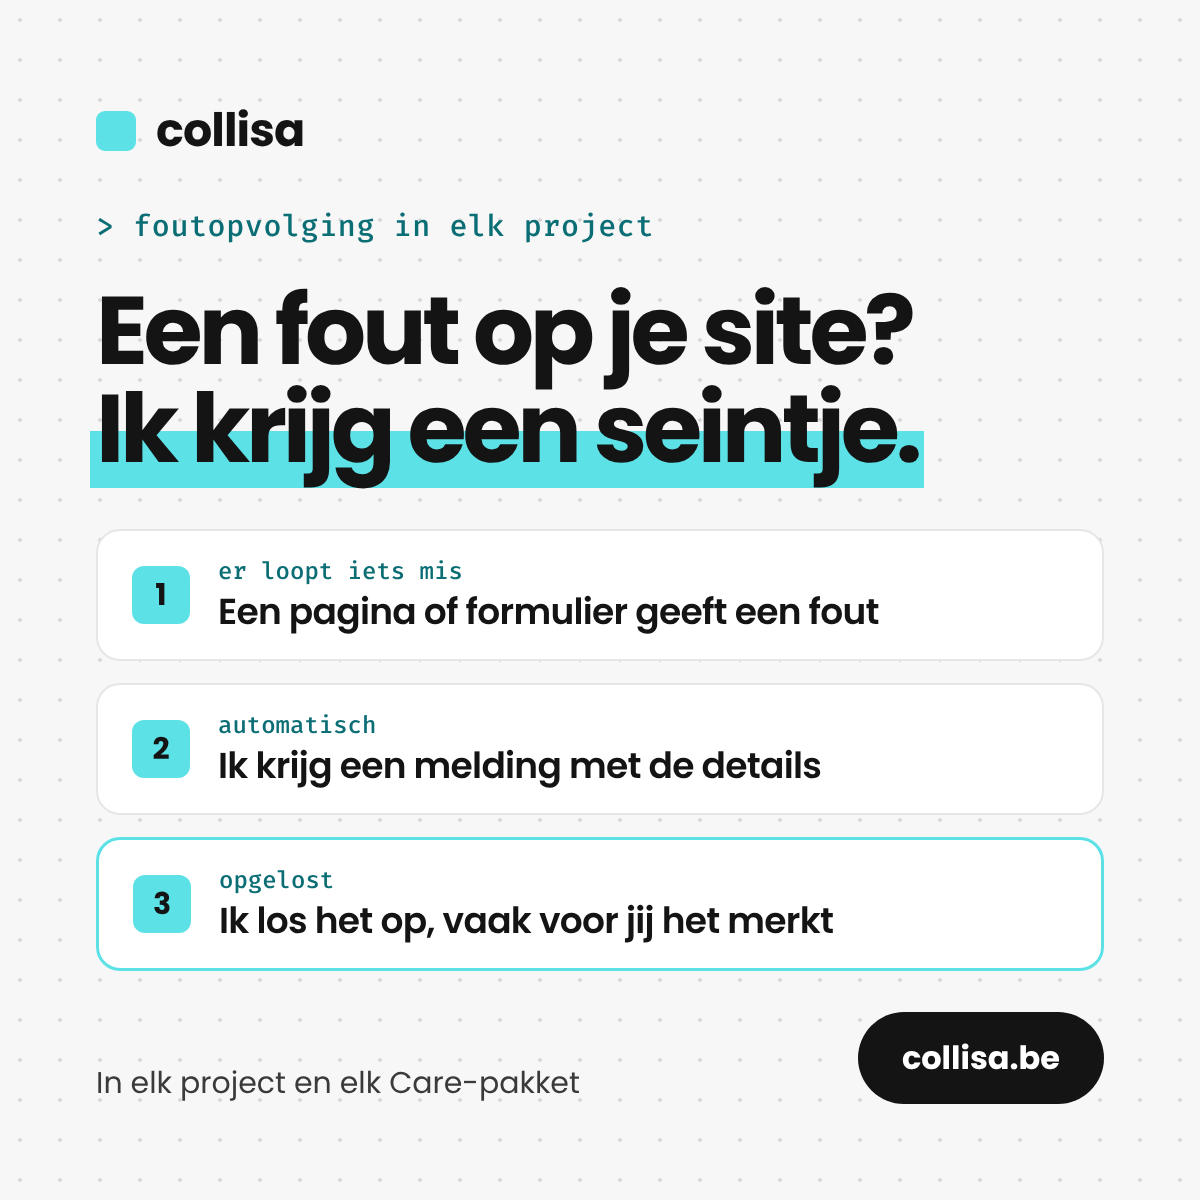 collisa
> foutopvolging in elk project
Een fout op je site?
Ik krijg een seintje.
1
er loopt iets mis
Een pagina of formulier geeft een fout
2
automatisch
Ik krijg een melding met de details
3
opgelost
Ik los het op, vaak voor jij het merkt
In elk project en elk Care-pakket
collisa.be